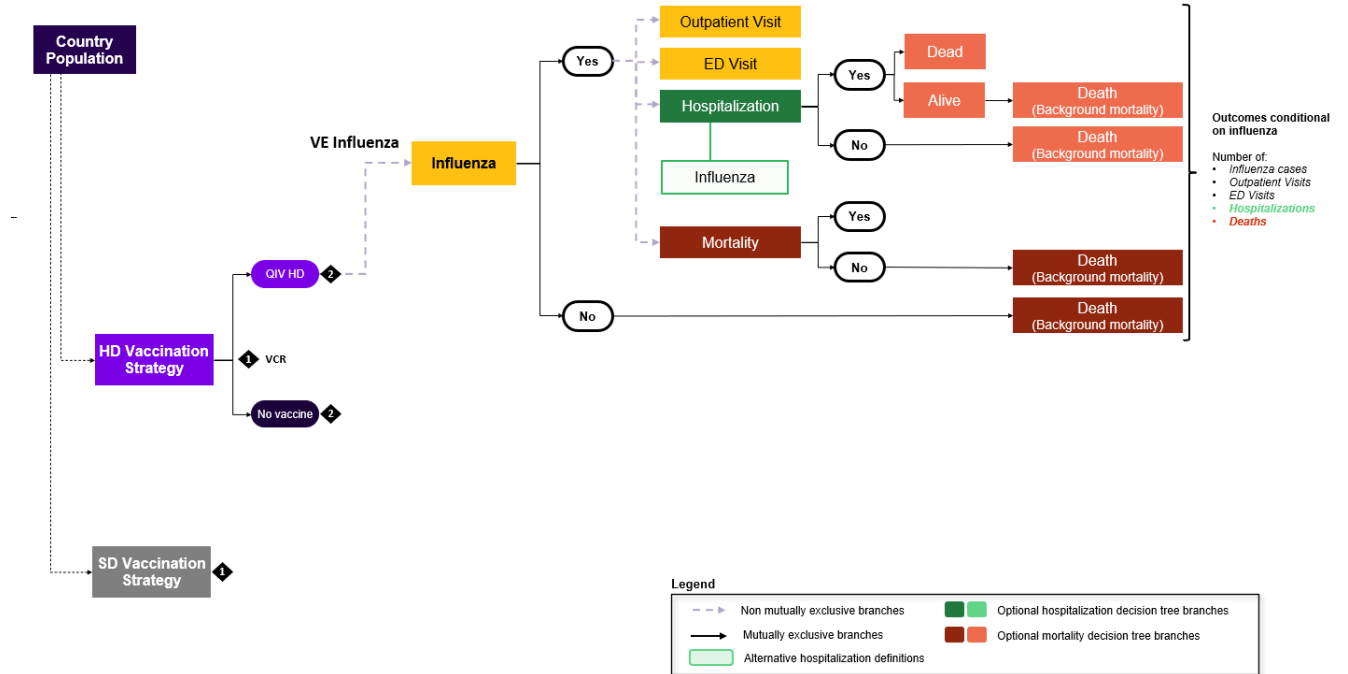 Country
Population
Outpatient Visit
Yes
ED Visit
Yes
Dead
Hospitalization
Alive
Death
(Background mortality)
VE Influenza
Influenza
No
Death
(Background mortality)
Influenza
Outcomes conditional
on influenza
Number of:
• Influenza cases
• Outpatient Visits
• ED Visits
• Hospitalizations
• Deaths
Mortality
Yes
No
Death
(Background mortality)
QIV HD
2
No
Death
(Background mortality)
HD Vaccination
Strategy
1
VCR
No vaccine
2
SD Vaccination
Strategy
1
Legend
Non mutually exclusive branches
Optional hospitalization decision tree branches
Mutually exclusive branches
Optional mortality decision tree branches
Alternative hospitalization definitions